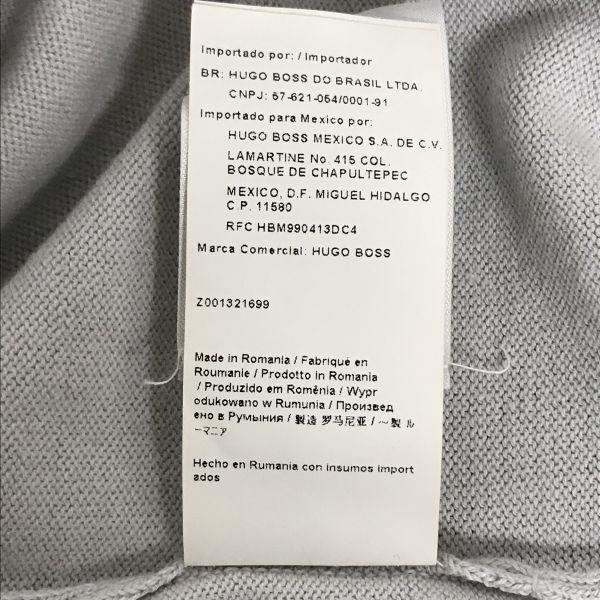 Importado por: / Importador
BR: HUGO BOSS DO BRASIL LTDA.
CNPJ: 57-621-054/0001-91
Importado para Mexico por:
HUGO BOSS MEXICO S.A. DE C.V.
LAMARTINE No. 415 COL.
BOSQUE DE CHAPULTEPEC
MEXICO, D.F. MIGUEL HIDALGO
C.P. 11580
RFC HBM990413DC4
Marca Comercial: HUGO BOSS
Z001321699
Made in Romania / Fabriqué en
Roumanie / Prodotto in Romania
/ Produzido em Romênia / Wypr
odukowano w Rumunia / Произвед
ено в Румыния / 製造 罗马尼亚 / ～製 ル
ーマニア
Hecho en Rumania con insumos import
ados